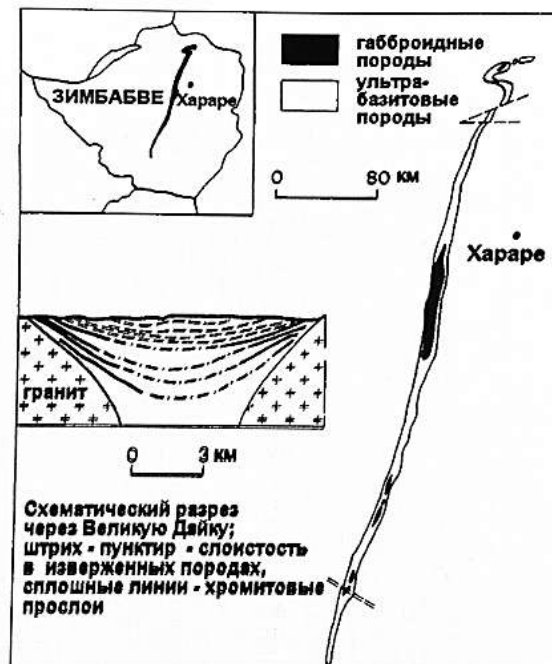 ЗИМБАБВЕ
Хараре
габброидные
породы
ультра-
базитовые
породы
0 80 км
Хараре
гранит
0 3 км
Схематический разрез
через Великую Дайку;
штрих - пунктир - слоистость
в изверженных породах,
сплошные линии - хромитовые
прослои